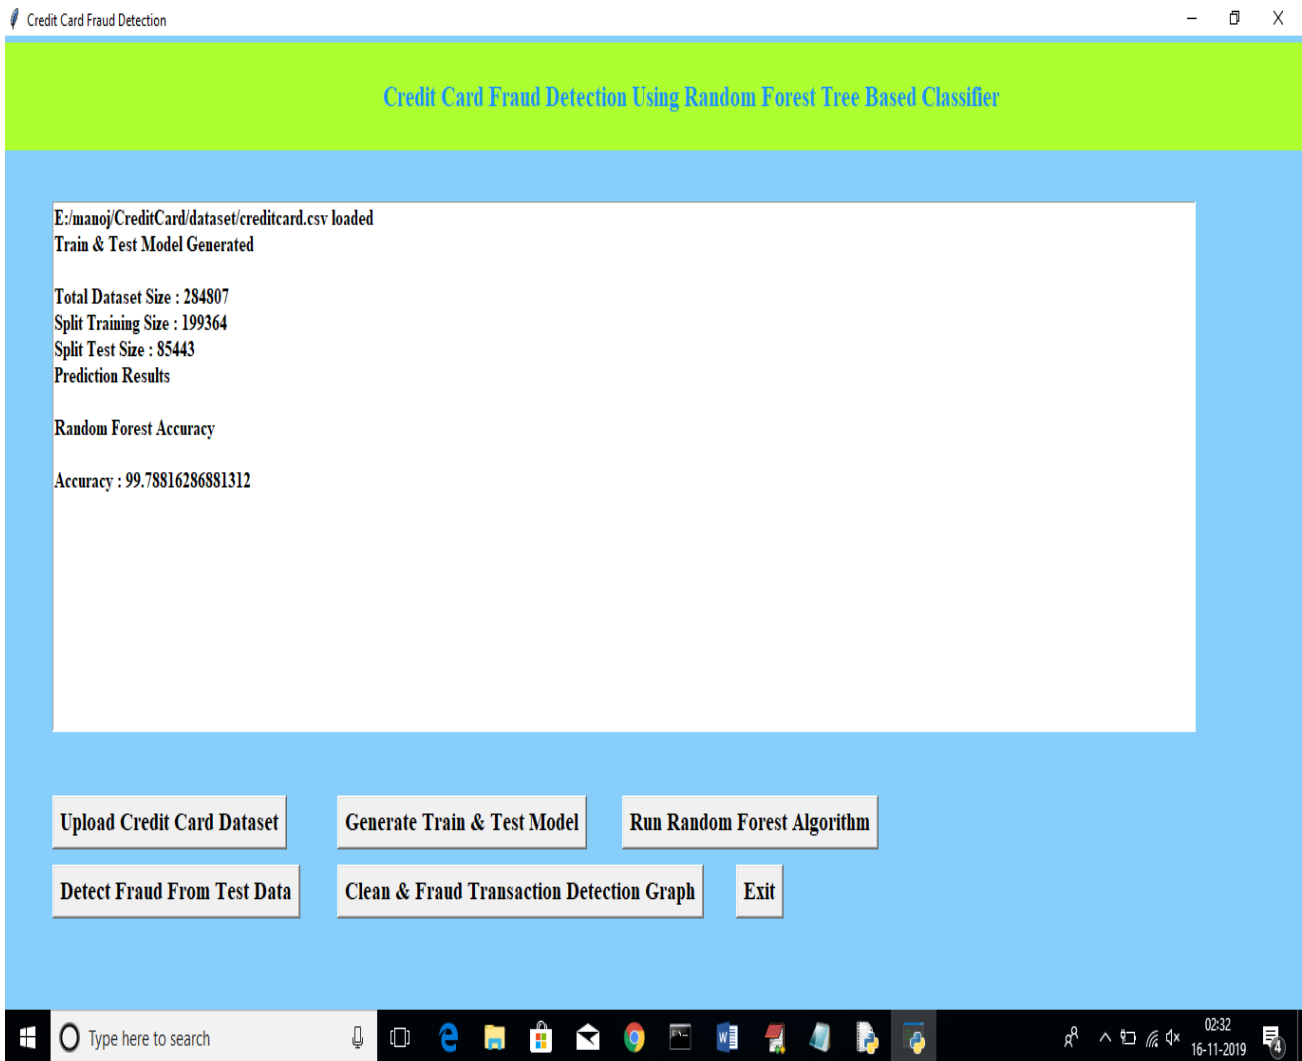 Credit Card Fraud Detection
Credit Card Fraud Detection Using Random Forest Tree Based Classifier
E:/manoj/CreditCard/dataset/creditcard.csv loaded
Train & Test Model Generated
Total Dataset Size : 284807
Split Training Size : 199364
Split Test Size : 85443
Prediction Results
Random Forest Accuracy
Accuracy : 99.78816286881312
Upload Credit Card Dataset
Generate Train & Test Model
Run Random Forest Algorithm
Detect Fraud From Test Data
Clean & Fraud Transaction Detection Graph
Exit
Type here to search
02:32
16-11-2019
4